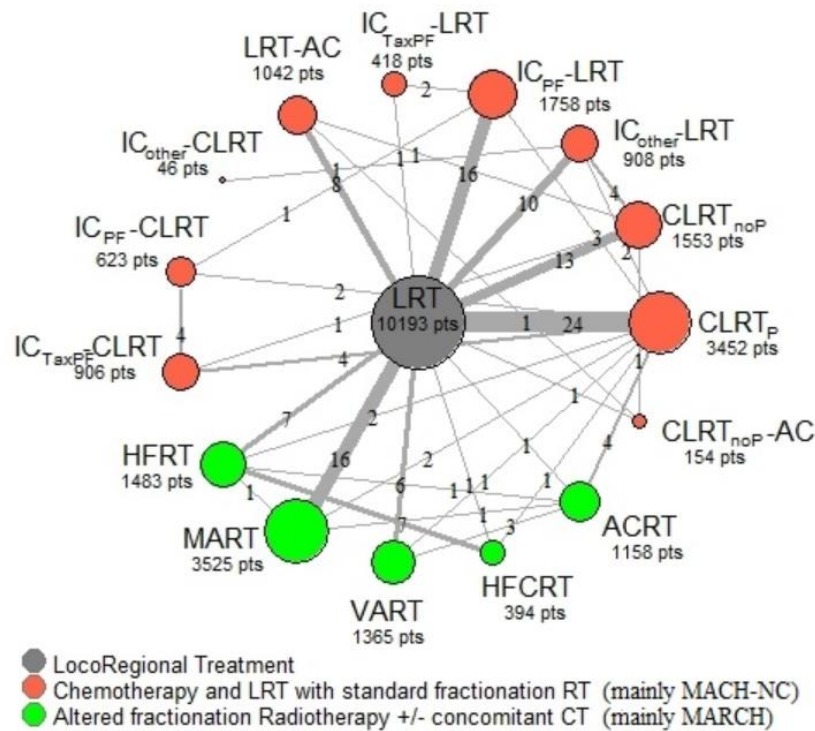 IC_TaxPF-LRT
418 pts
LRT-AC
1042 pts
IC_PF-LRT
1758 pts
IC_other-LRT
908 pts
IC_other-CLRT
46 pts
CLRT_noP
1553 pts
IC_PF-CLRT
623 pts
LRT
10193 pts
CLRT_P
3452 pts
IC_TaxPF-CLRT
906 pts
CLRT_noP-AC
154 pts
HFRT
1483 pts
MART
3525 pts
VART
1365 pts
HFCRT
394 pts
ACRT
1158 pts
2
1
1 1
8
16
10
4
1
3
2
13
2
1
1
24
4
4
1
7
2
1
16
2
1
4
6
1
1 1
1
1
7
1
3
LocoRegional Treatment
Chemotherapy and LRT with standard fractionation RT (mainly MACH-NC)
Altered fractionation Radiotherapy +/- concomitant CT (mainly MARCH)